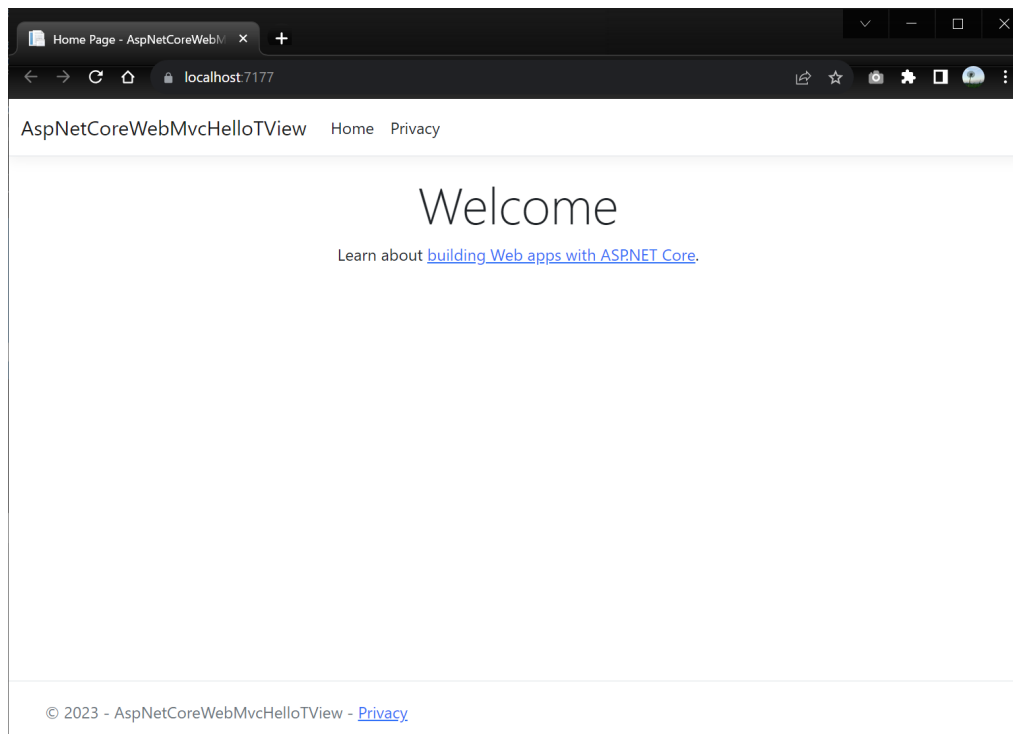 Home Page - AspNetCoreWebM
localhost:7177
AspNetCoreWebMvcHelloTView Home Privacy
Welcome
Learn about building Web apps with ASP.NET Core.
© 2023 - AspNetCoreWebMvcHelloTView - Privacy